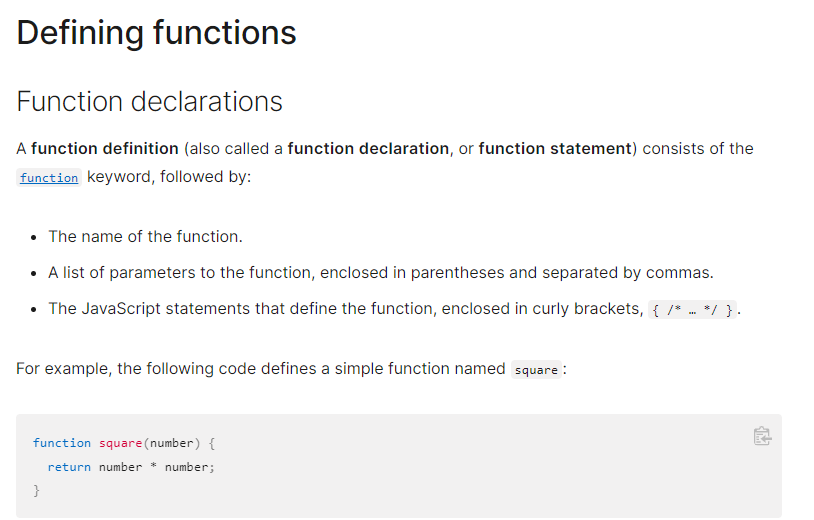 Defining functions
Function declarations
A function definition (also called a function declaration, or function statement) consists of the
function keyword, followed by:
• The name of the function.
• A list of parameters to the function, enclosed in parentheses and separated by commas.
• The JavaScript statements that define the function, enclosed in curly brackets, { /* … */ }.
For example, the following code defines a simple function named square:
function square(number) {
  return number * number;
}